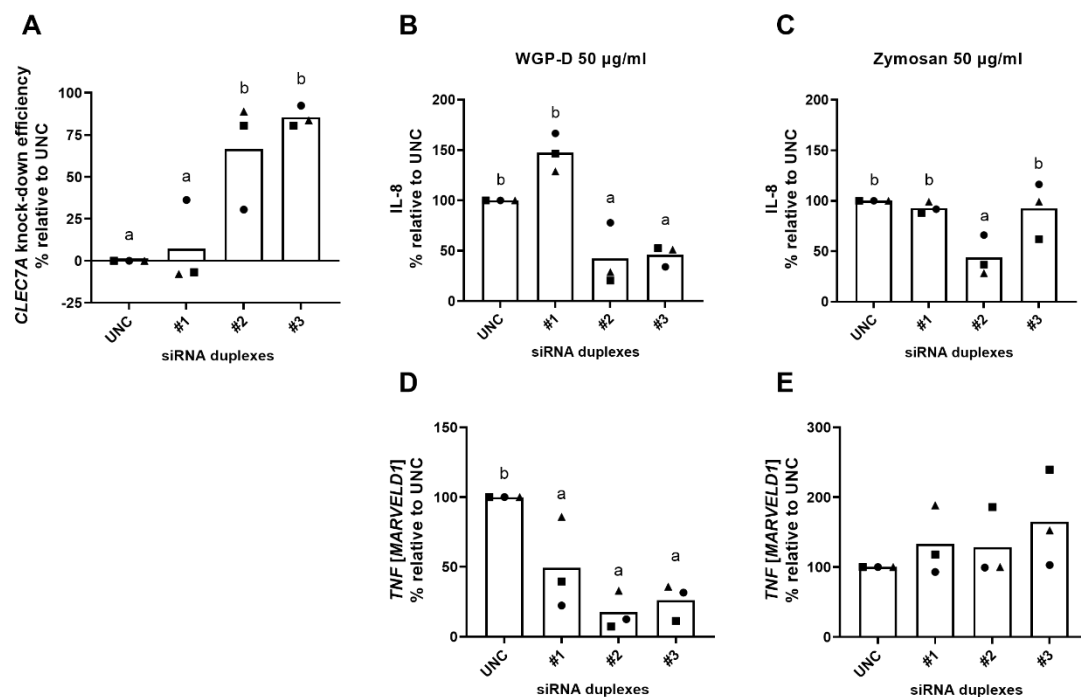 A
CLEC7A knock-down efficiency
% relative to UNC
100
75
50
25
0
-25
a
a
b
b
UNC
#1
#2
#3
siRNA duplexes
B
WGP-D 50 µg/ml
IL-8
% relative to UNC
200
150
100
50
0
b
a
a
UNC
#1
#2
#3
siRNA duplexes
C
Zymosan 50 µg/ml
IL-8
% relative to UNC
200
150
100
50
0
b
b
a
b
UNC
#1
#2
#3
siRNA duplexes
D
TNF [MARVELD1]
% relative to UNC
150
100
50
0
b
a
a
a
UNC
#1
#2
#3
siRNA duplexes
E
TNF [MARVELD1]
% relative to UNC
300
200
100
0
UNC
#1
#2
#3
siRNA duplexes